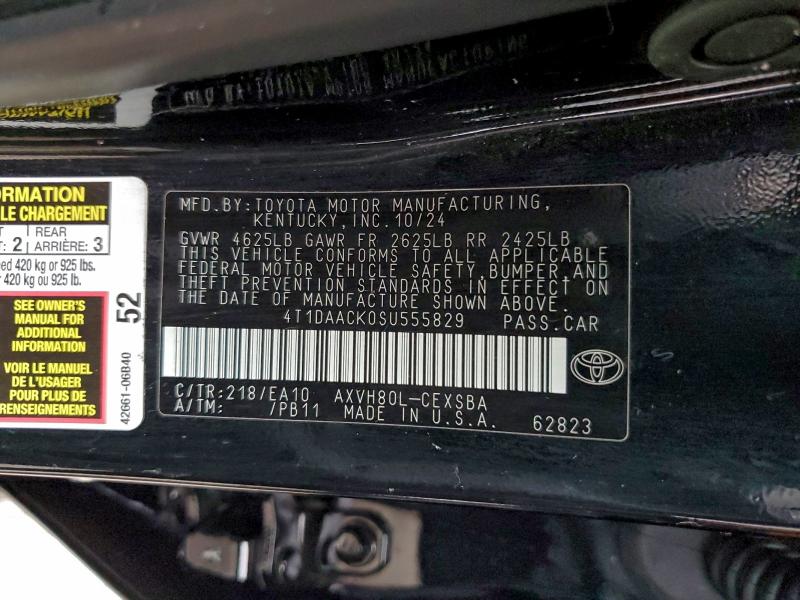 ORMATION
LE CHARGEMENT
REAR
: 2 ARRIÈRE: 3
ed 420 kg or 925 lbs.
r 420 kg ou 925 lb.
SEE OWNER'S
MANUAL FOR
ADDITIONAL
INFORMATION
VOIR LE MANUEL
DE L'USAGER
POUR PLUS DE
RENSEIGNEMENTS
52
42661-06B40
MFD.BY:TOYOTA MOTOR MANUFACTURING,
KENTUCKY,INC.10/24
GVWR 4625LB GAWR FR 2625LB RR 2425LB
THIS VEHICLE CONFORMS TO ALL APPLICABLE
FEDERAL MOTOR VEHICLE SAFETY,BUMPER,AND
THEFT PREVENTION STANDARDS IN EFFECT ON
THE DATE OF MANUFACTURE SHOWN ABOVE.
4T1DAACK0SU555829 PASS.CAR
C/TR:218/EA10 AXVH80L-CEXSBA
A/TM: /PB11 MADE IN U.S.A.
62823